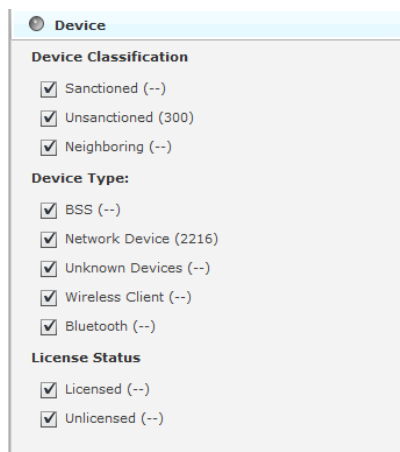 Device
Device Classification
Sanctioned (--)
Unsanctioned (300)
Neighboring (--)
Device Type:
BSS (--)
Network Device (2216)
Unknown Devices (--)
Wireless Client (--)
Bluetooth (--)
License Status
Licensed (--)
Unlicensed (--)